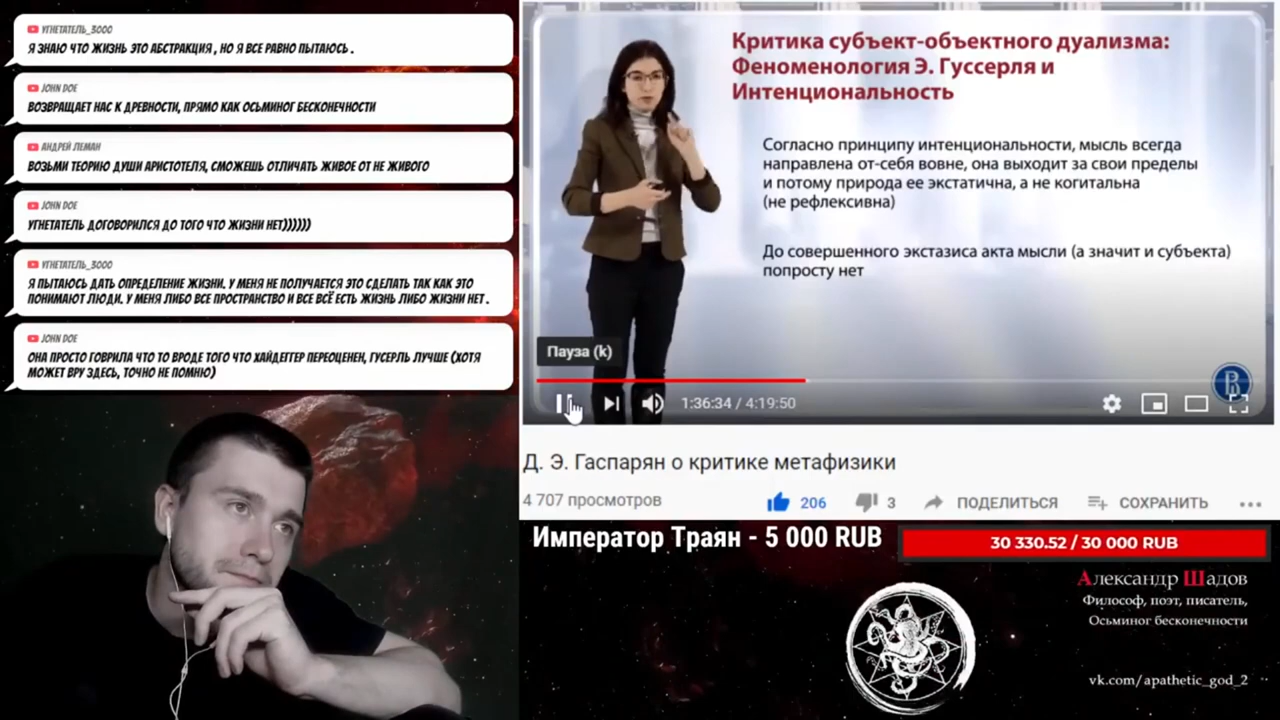 УГНЕТАТЕЛЬ_3000
Я ЗНАЮ ЧТО ЖИЗНЬ ЭТО АБСТРАКЦИЯ , НО Я ВСЕ РАВНО ПЫТАЮСЬ .
JOHN DOE
ВОЗВРАЩАЕТ НАС К ДРЕВНОСТИ, ПРЯМО КАК ОСЬМИНОГ БЕСКОНЕЧНОСТИ
АНДРЕЙ ЛЕМАН
ВОЗЬМИ ТЕОРИЮ ДУШИ АРИСТОТЕЛЯ, СМОЖЕШЬ ОТЛИЧАТЬ ЖИВОЕ ОТ НЕ ЖИВОГО
JOHN DOE
УГНЕТАТЕЛЬ ДОГОВОРИЛСЯ ДО ТОГО ЧТО ЖИЗНИ НЕТ))))))
УГНЕТАТЕЛЬ_3000
Я ПЫТАЮСЬ ДАТЬ ОПРЕДЕЛЕНИЕ ЖИЗНИ. У МЕНЯ НЕ ПОЛУЧАЕТСЯ ЭТО СДЕЛАТЬ ТАК КАК ЭТО
ПОНИМАЮТ ЛЮДИ. У МЕНЯ ЛИБО ВСЕ ПРОСТРАНСТВО И ВСЕ ВСЁ ЕСТЬ ЖИЗНЬ ЛИБО ЖИЗНИ НЕТ .
JOHN DOE
ОНА ПРОСТО ГОВРИЛА ЧТО ТО ВРОДЕ ТОГО ЧТО ХАЙДЕГГЕР ПЕРЕОЦЕНЕН, ГУСЕРЛЬ ЛУЧШЕ (ХОТЯ
МОЖЕТ ВРУ ЗДЕСЬ, ТОЧНО НЕ ПОМНЮ)
Критика субъект-объектного дуализма:
Феноменология Э. Гуссерля и
Интенциональность
Согласно принципу интенциональности, мысль всегда
направлена от-себя вовне, она выходит за свои пределы
и потому природа ее экстатична, а не когитальна
(не рефлексивна)
До совершенного экстазиса акта мысли (а значит и субъекта)
попросту нет
Пауза (k)
1:36:34 / 4:19:50
Д. Э. Гаспарян о критике метафизики
4 707 просмотров
206
3
ПОДЕЛИТЬСЯ
СОХРАНИТЬ
Император Траян - 5 000 RUB
30 330.52 / 30 000 RUB
Александр Шадов
Философ, поэт, писатель,
Осьминог бесконечности
vk.com/apathetic_god_2